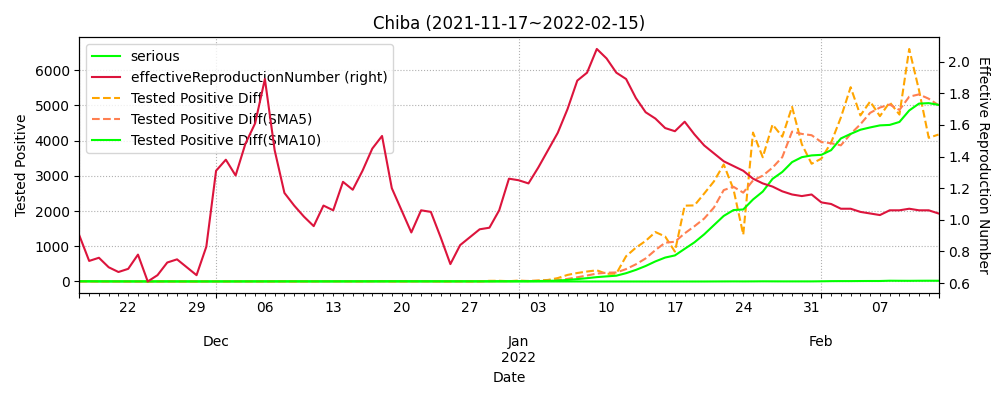 Chiba (2021-11-17~2022-02-15)
serious
effectiveReproductionNumber (right)
Tested Positive Diff
Tested Positive Diff(SMA5)
Tested Positive Diff(SMA10)
Tested Positive
6000
5000
4000
3000
2000
1000
0
Effective Reproduction Number
2.0
1.8
1.6
1.4
1.2
1.0
0.8
0.6
22 29 06 13 20 27 03 10 17 24 31 07
Dec Jan Feb
2022
Date